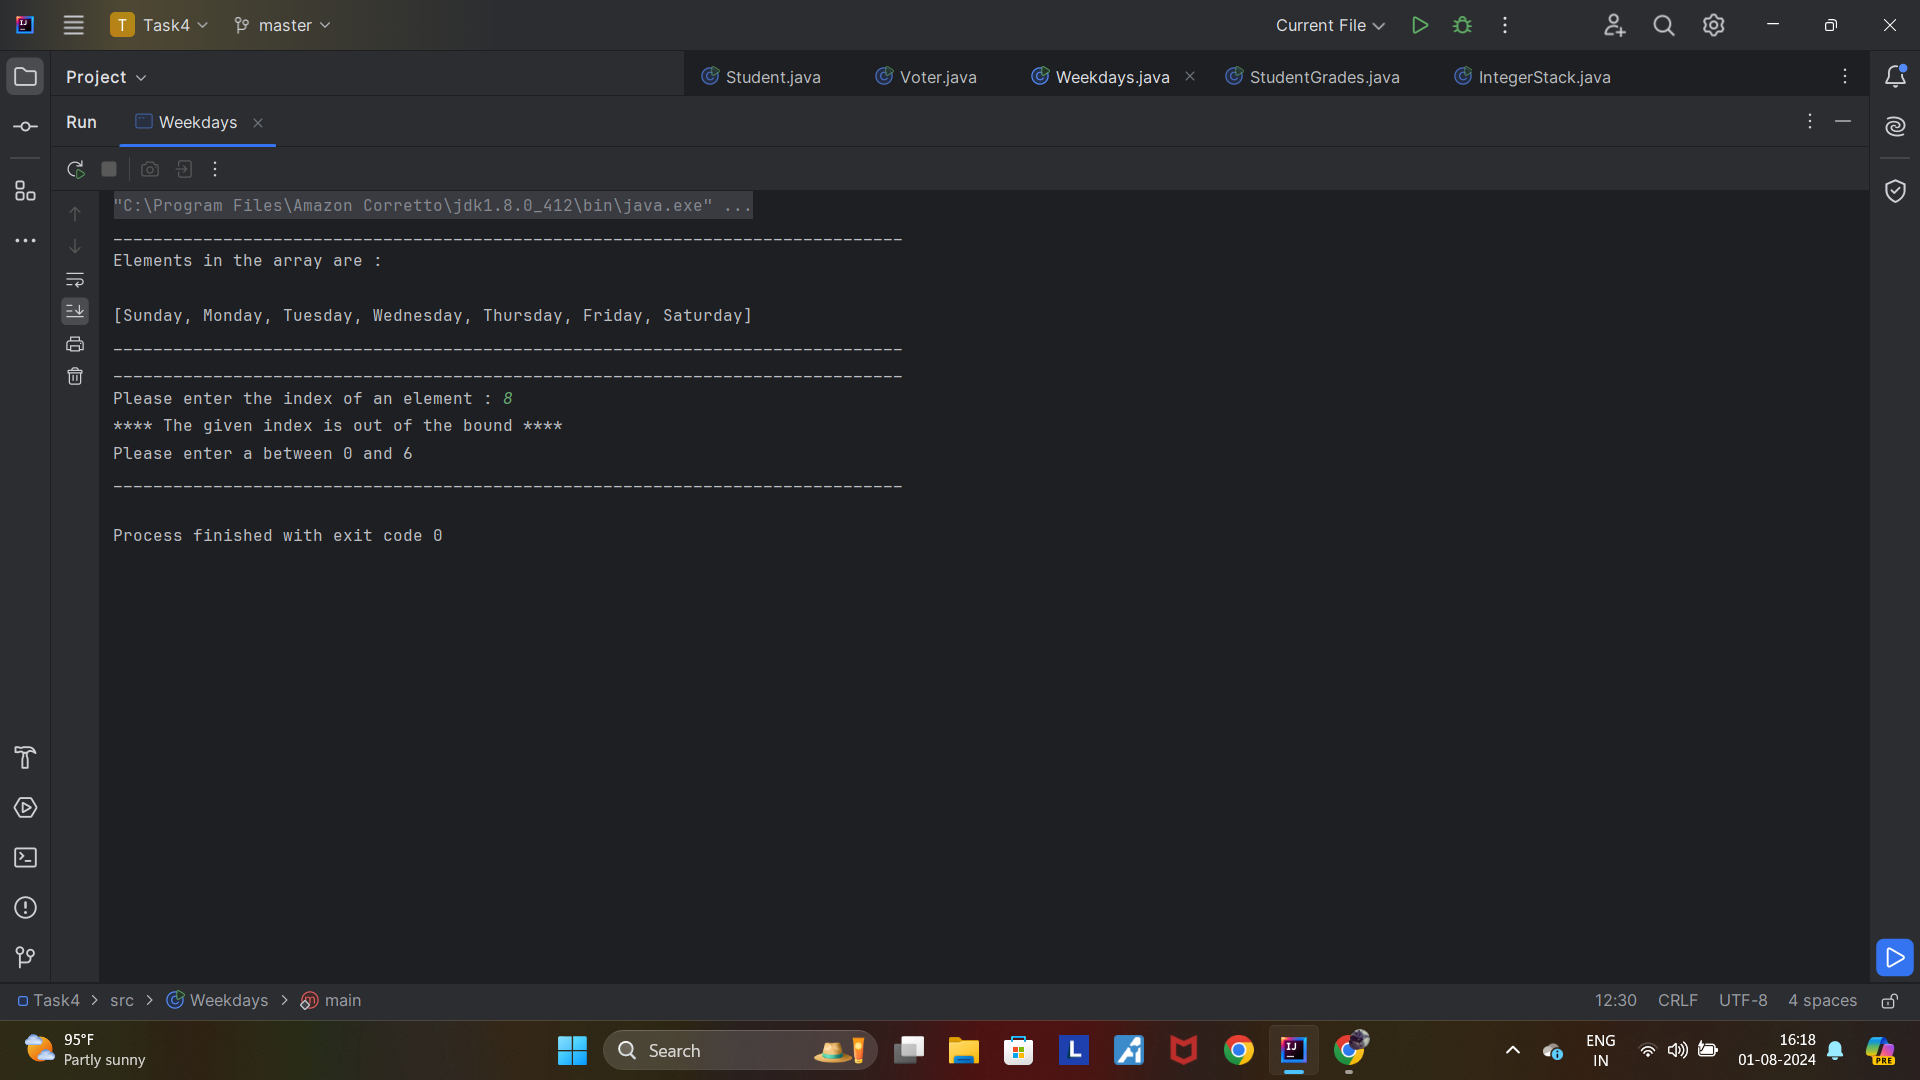 T Task4 master Current File
Project Student.java Voter.java Weekdays.java StudentGrades.java IntegerStack.java
Run Weekdays
"C:\Program Files\Amazon Corretto\jdk1.8.0_412\bin\java.exe" ...
-------------------------------------------------------------------------------
Elements in the array are :
[Sunday, Monday, Tuesday, Wednesday, Thursday, Friday, Saturday]
-------------------------------------------------------------------------------
-------------------------------------------------------------------------------
Please enter the index of an element : 8
**** The given index is out of the bound ****
Please enter a between 0 and 6
-------------------------------------------------------------------------------
Process finished with exit code 0
Task4 > src > Weekdays > main 12:30 CRLF UTF-8 4 spaces
95°F
Partly sunny
Search
L
IJ
ENG
IN
16:18
01-08-2024
PRE